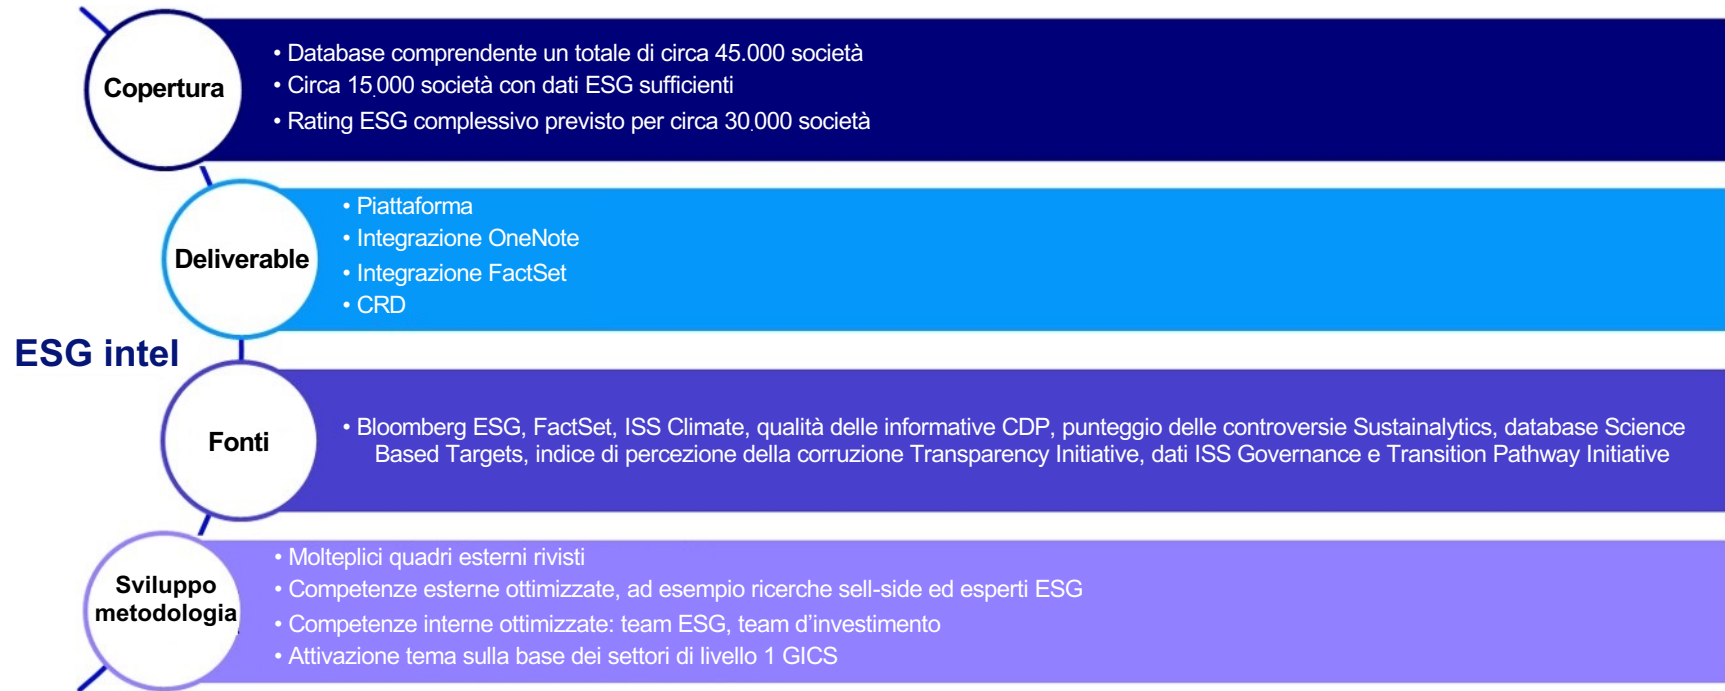 Copertura
• Database comprendente un totale di circa 45.000 società
• Circa 15.000 società con dati ESG sufficienti
• Rating ESG complessivo previsto per circa 30.000 società
Deliverable
• Piattaforma
• Integrazione OneNote
• Integrazione FactSet
• CRD
ESG intel
Fonti
• Bloomberg ESG, FactSet, ISS Climate, qualità delle informative CDP, punteggio delle controversie Sustainalytics, database Science
Based Targets, indice di percezione della corruzione Transparency Initiative, dati ISS Governance e Transition Pathway Initiative
Sviluppo
metodologia
• Molteplici quadri esterni rivisti
• Competenze esterne ottimizzate, ad esempio ricerche sell-side ed esperti ESG
• Competenze interne ottimizzate: team ESG, team d’investimento
• Attivazione tema sulla base dei settori di livello 1 GICS